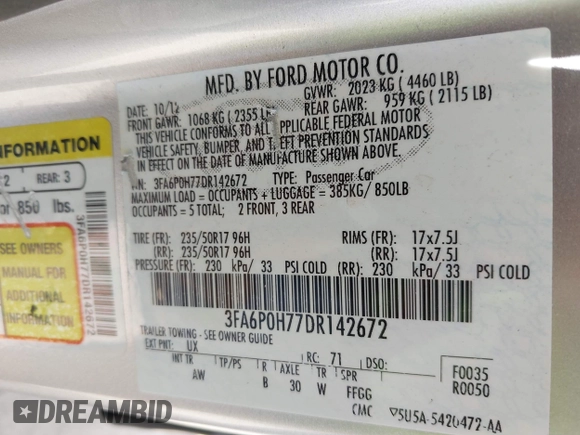 MFD. BY FORD MOTOR CO.
DATE: 10/12
GVWR: 2023 KG ( 4460 LB)
FRONT GAWR: 1068 KG ( 2355 LB)
REAR GAWR: 959 KG ( 2115 LB)
THIS VEHICLE CONFORMS TO ALL APPLICABLE FEDERAL MOTOR
VEHICLE SAFETY, BUMPER, AND THEFT PREVENTION STANDARDS
IN EFFECT ON THE DATE OF MANUFACTURE SHOWN ABOVE.
VIN: 3FA6P0H77DR142672 TYPE: Passenger Car
MAXIMUM LOAD = OCCUPANTS + LUGGAGE = 385KG/ 850LB
OCCUPANTS = 5 TOTAL; 2 FRONT, 3 REAR
TIRE (FR): 235/50R17 96H RIMS (FR): 17x7.5J
(RR): 235/50R17 96H (RR): 17x7.5J
PRESSURE (FR): 230 kPa/ 33 PSI COLD (RR): 230 kPa/ 33 PSI COLD
3FA6P0H77DR142672
TRAILER TOWING - SEE OWNER GUIDE
EXT PNT: UX RC: 71 DSO:
F0035
R0050
INT TR TP/PS R AXLE TR SPR
AW B 30 W FFGG
CMC
5U5A-5420472-AA
INFORMATION
2 REAR: 3
or 850 lbs.
SEE OWNERS
MANUAL FOR
ADDITIONAL
INFORMATION
3FA6P0H77DR142672
DREAMBID
DON'T CRASH YOUR LUCK